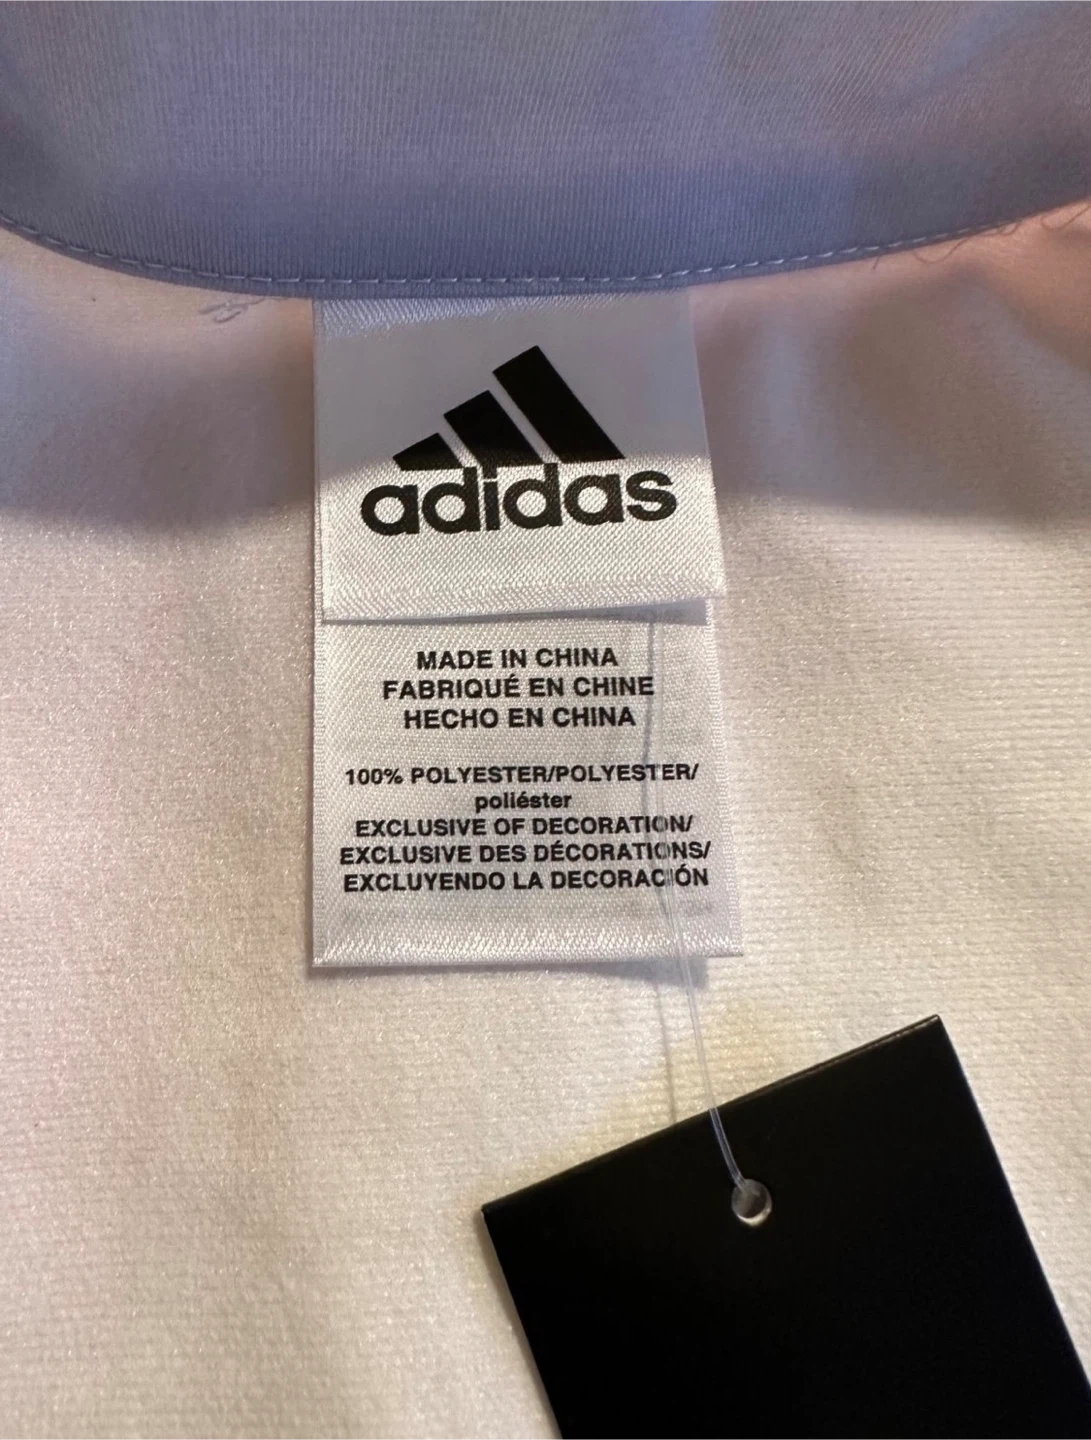 adidas
MADE IN CHINA
FABRIQUÉ EN CHINE
HECHO EN CHINA
100% POLYESTER/POLYESTER/
poliéster
EXCLUSIVE OF DECORATION/
EXCLUSIVE DES DÉCORATIONS/
EXCLUYENDO LA DECORACIÓN